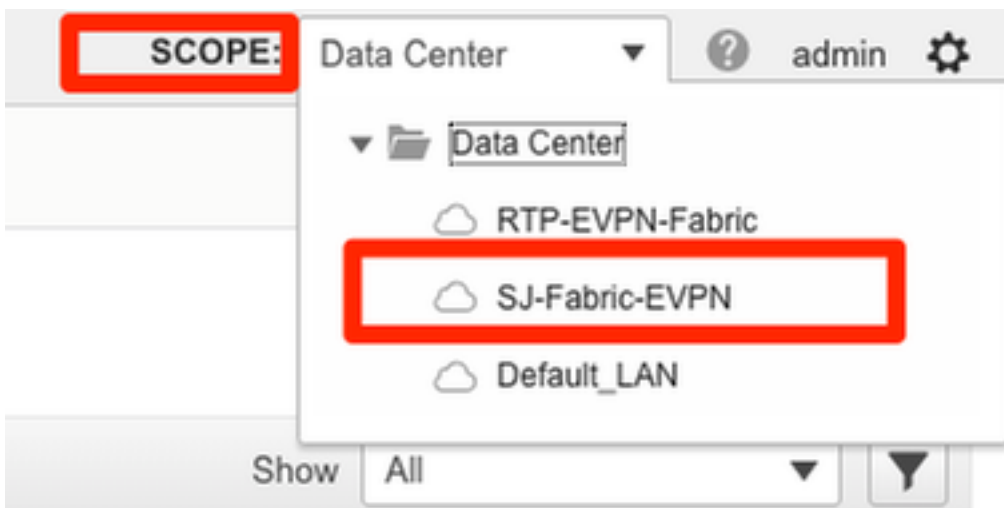 SCOPE: Data Center ? admin
Data Center
RTP-EVPN-Fabric
SJ-Fabric-EVPN
Default_LAN
Show All